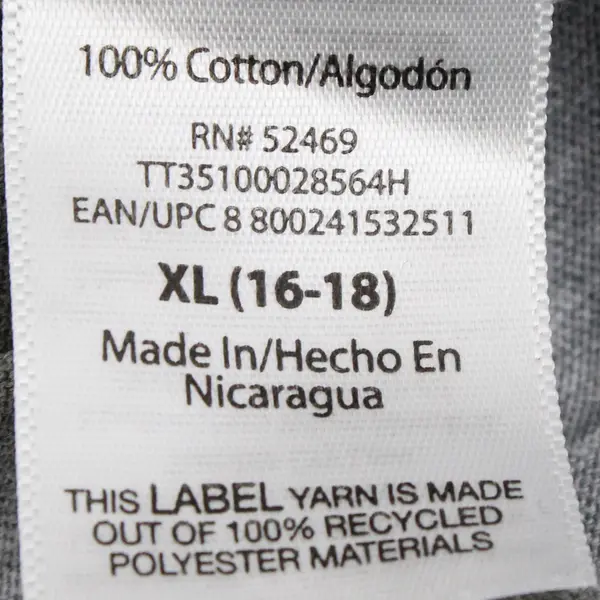 100% Cotton/Algodón
RN# 52469
TT35100028564H
EAN/UPC 8 800241532511
XL (16-18)
Made In/Hecho En
Nicaragua
THIS LABEL YARN IS MADE
OUT OF 100% RECYCLED
POLYESTER MATERIALS